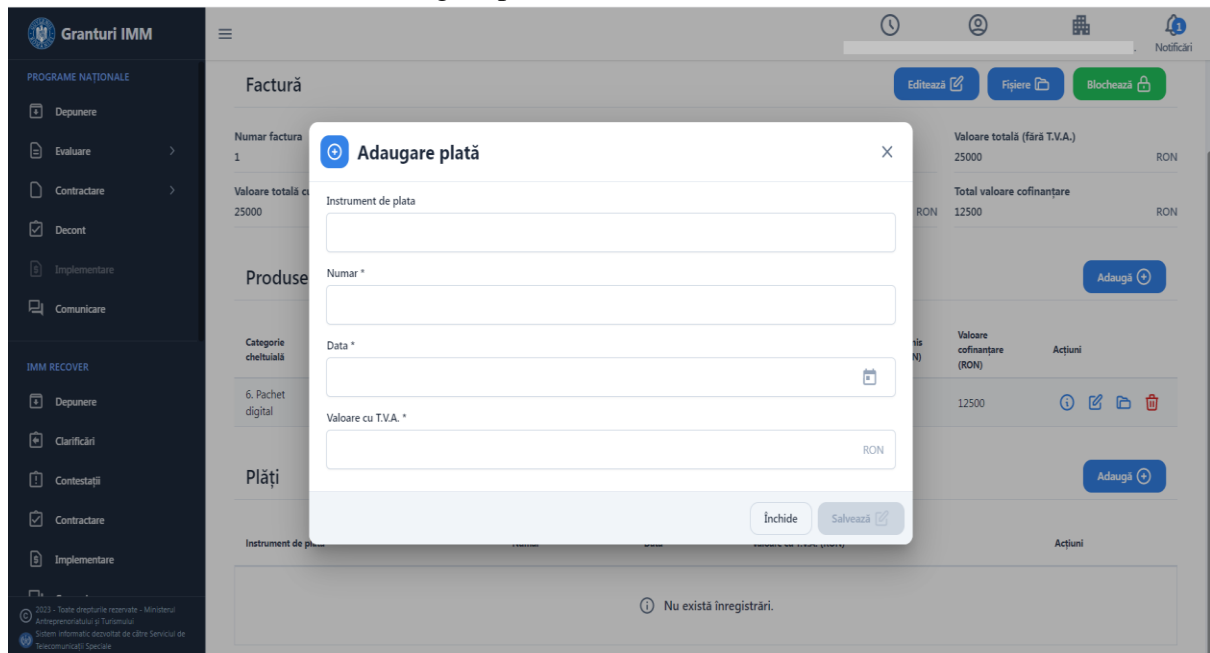 Granturi IMM
Notificări
PROGRAME NAȚIONALE
Depunere
Evaluare
Contractare
Decont
Implementare
Comunicare
IMM RECOVER
Depunere
Clarificări
Contestații
Contractare
Implementare
2023 - Toate drepturile rezervate - Ministerul
Antreprenoriatului și Turismului
Sistem informatic dezvoltat de către Serviciul de
Telecomunicații Speciale
Factură
Editează
Fișiere
Blochează
Numar factura
1
Valoare totală (fără T.V.A.)
25000 RON
Valoare totală
25000
RON
Total valoare cofinanțare
12500 RON
Produse
Adaugă
Categorie
cheltuială
Valoare
cofinanțare
(RON)
Acțiuni
6. Pachet
digital
12500
Plăți
Adaugă
Instrument de
Acțiuni
Nu există înregistrări.
Adaugare plată
Instrument de plata
Numar *
Data *
Valoare cu T.V.A. *
RON
Închide
Salvează